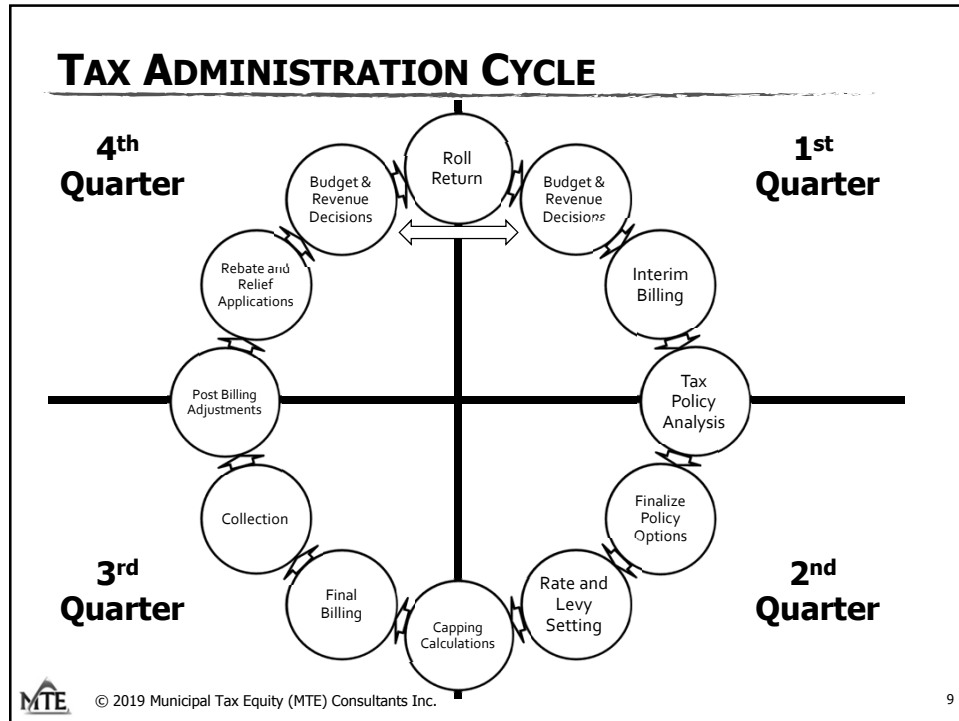 TAX ADMINISTRATION CYCLE
4th
Quarter
1st
Quarter
Roll
Return
Budget &
Revenue
Decisions
Interim
Billing
Tax
Policy
Analysis
Finalize
Policy
Options
Rate and
Levy
Setting
Capping
Calculations
Final
Billing
Collection
Post Billing
Adjustments
Rebate and
Relief
Applications
Budget &
Revenue
Decisions
3rd
Quarter
2nd
Quarter
MTE
© 2019 Municipal Tax Equity (MTE) Consultants Inc.
9